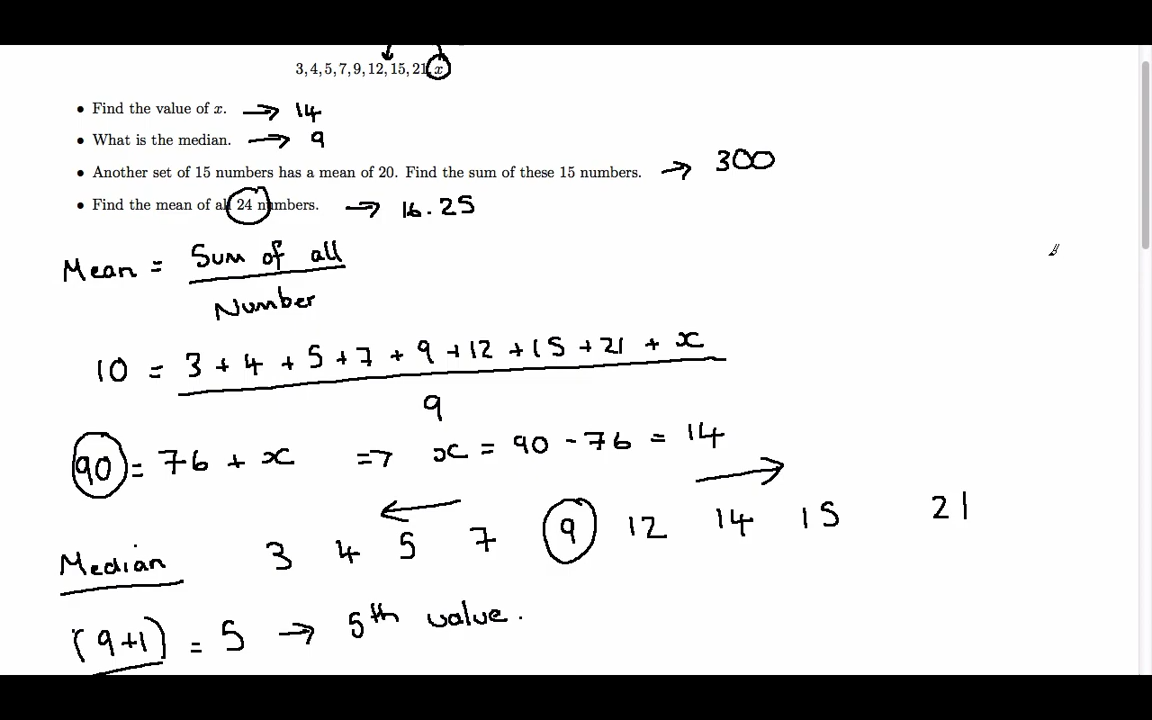 3, 4, 5, 7, 9, 12, 15, 21, x
• Find the value of x. → 14
• What is the median. → 9
• Another set of 15 numbers has a mean of 20. Find the sum of these 15 numbers. → 300
• Find the mean of all 24 numbers. → 16.25
Mean = Sum of all
Number
10 = 3 + 4 + 5 + 7 + 9 + 12 + 15 + 21 + x
9
90 = 76 + x => x = 90 - 76 = 14
Median 3 4 5 7 9 12 14 15 21
(9+1) = 5 → 5th value.